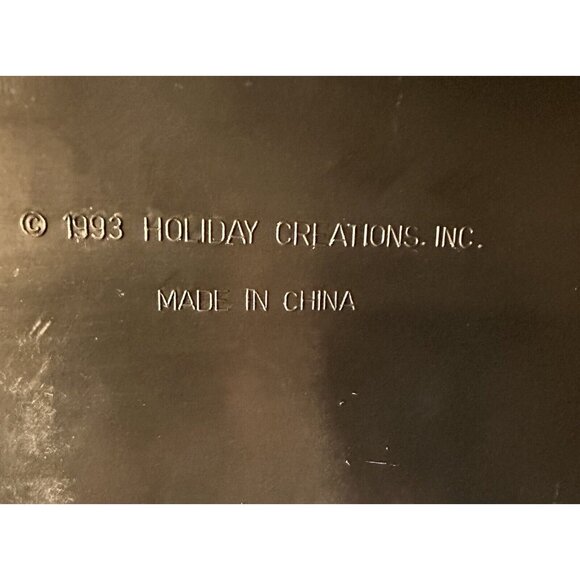 © 1993 HOLIDAY CREATIONS. INC.
MADE IN CHINA